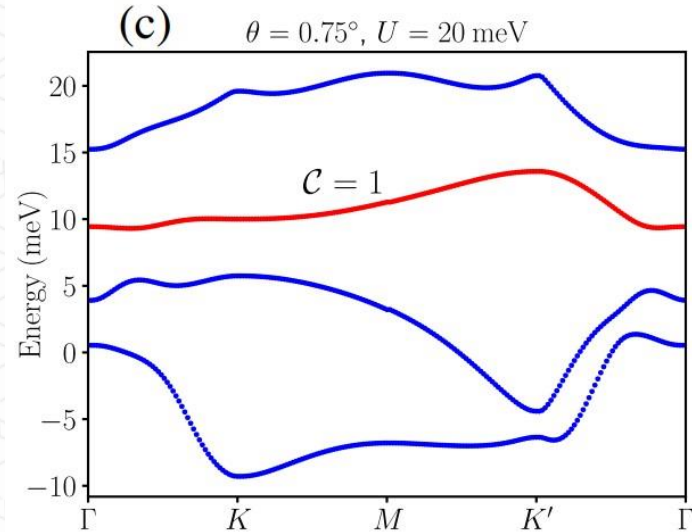 (c)
θ = 0.75°, U = 20 meV
20
15
10
5
0
−5
−10
Energy (meV)
C = 1
Γ K M K′ Γ